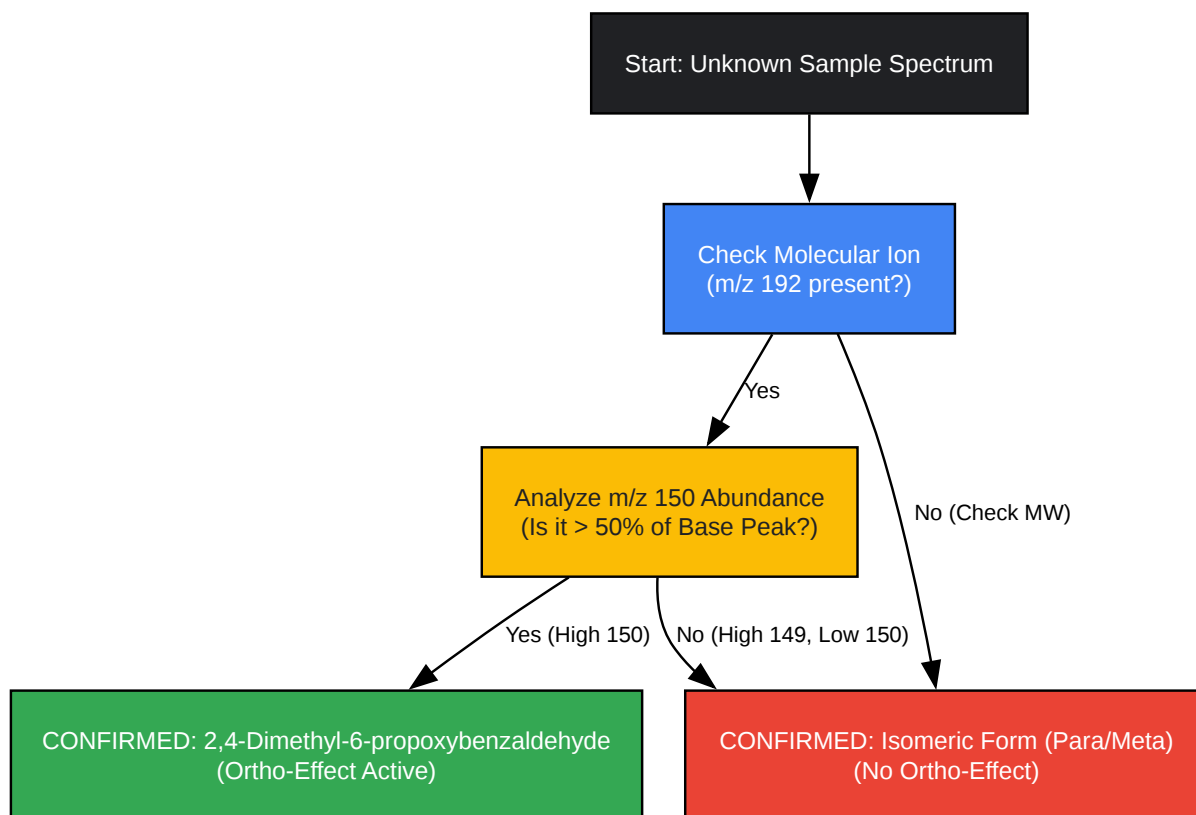 Start: Unknown Sample Spectrum
Check Molecular Ion
(m/z 192 present?)
Yes
Analyze m/z 150 Abundance
(Is it > 50% of Base Peak?)
No (Check MW)
Yes (High 150)
No (High 149, Low 150)
CONFIRMED: 2,4-Dimethyl-6-propoxybenzaldehyde
(Ortho-Effect Active)
CONFIRMED: Isomeric Form (Para/Meta)
(No Ortho-Effect)